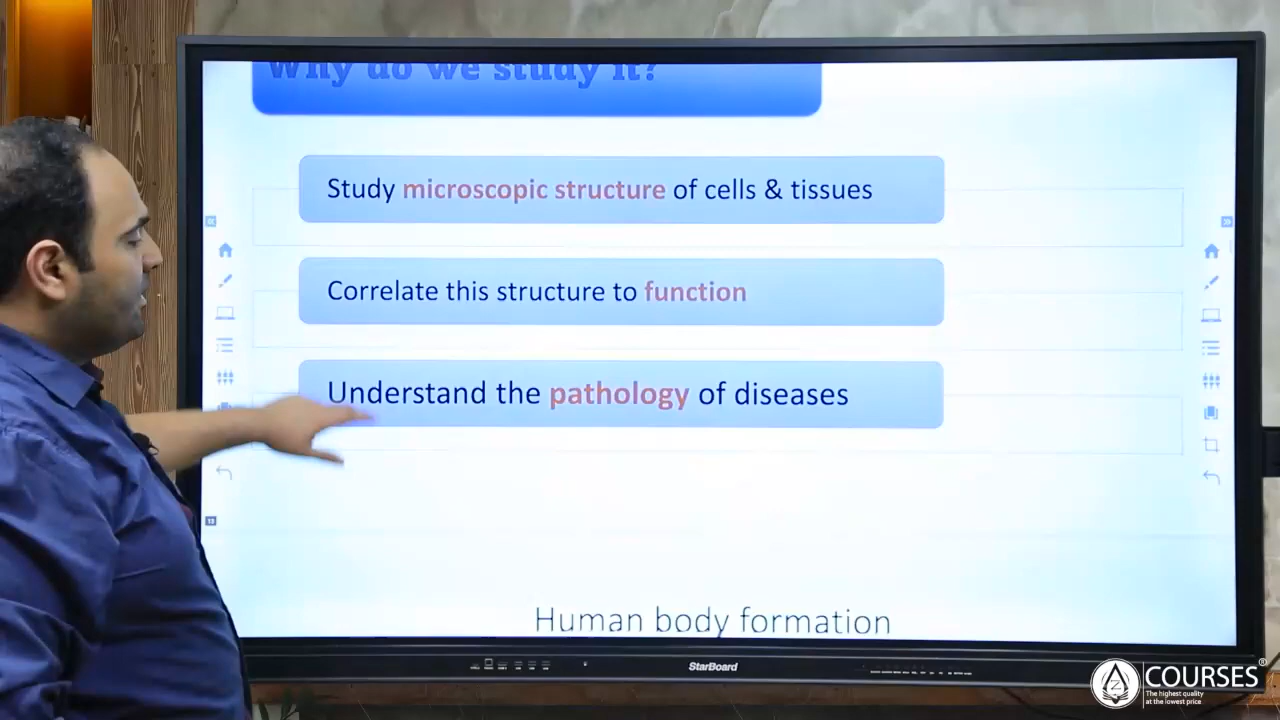 Why do we study it?
Study microscopic structure of cells & tissues
Correlate this structure to function
Understand the pathology of diseases
Human body formation
StarBoard
COURSES®
The highest quality
at the lowest price